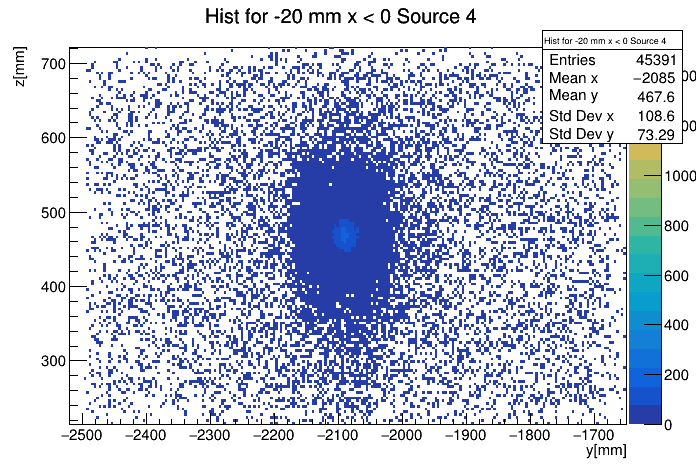 Hist for -20 mm x < 0 Source 4
z[mm]
Hist for -20 mm x < 0 Source 4
Entries 45391
Mean x −2085
Mean y 467.6
Std Dev x 108.6
Std Dev y 73.29
700
600
500
400
300
1000
800
600
400
200
0
−2500 −2400 −2300 −2200 −2100 −2000 −1900 −1800 −1700
y[mm]